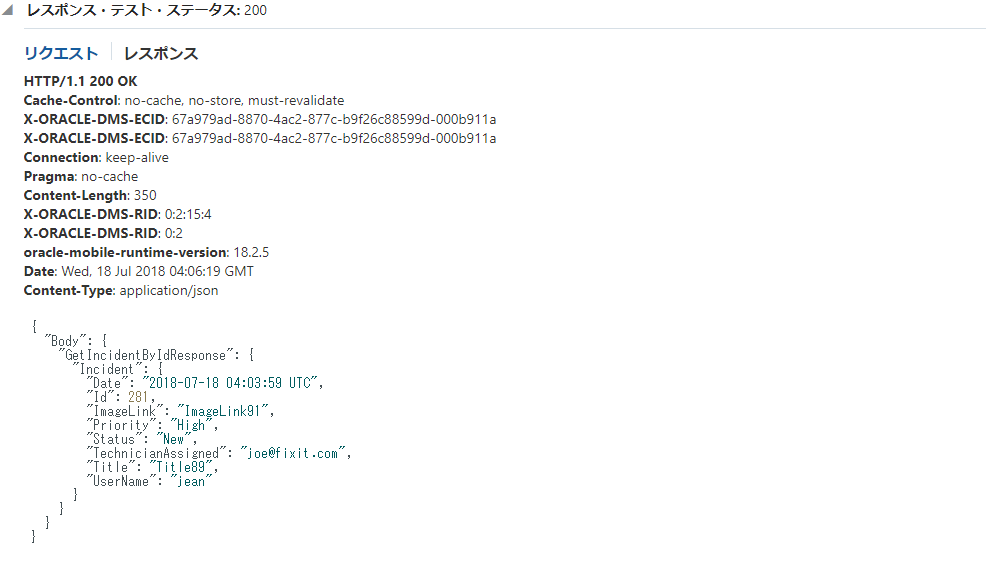 レスポンス・テスト・ステータス: 200
リクエスト レスポンス
HTTP/1.1 200 OK
Cache-Control: no-cache, no-store, must-revalidate
X-ORACLE-DMS-ECID: 67a979ad-8870-4ac2-877c-b9f26c88599d-000b911a
X-ORACLE-DMS-ECID: 67a979ad-8870-4ac2-877c-b9f26c88599d-000b911a
Connection: keep-alive
Pragma: no-cache
Content-Length: 350
X-ORACLE-DMS-RID: 0:2:15:4
X-ORACLE-DMS-RID: 0:2
oracle-mobile-runtime-version: 18.2.5
Date: Wed, 18 Jul 2018 04:06:19 GMT
Content-Type: application/json
{
  "Body": {
    "GetIncidentByIdResponse": {
      "Incident": {
        "Date": "2018-07-18 04:03:59 UTC",
        "Id": 281,
        "ImageLink": "ImageLink91",
        "Priority": "High",
        "Status": "New",
        "TechnicianAssigned": "joe@fixit.com",
        "Title": "Title89",
        "UserName": "jean"
      }
    }
  }
}